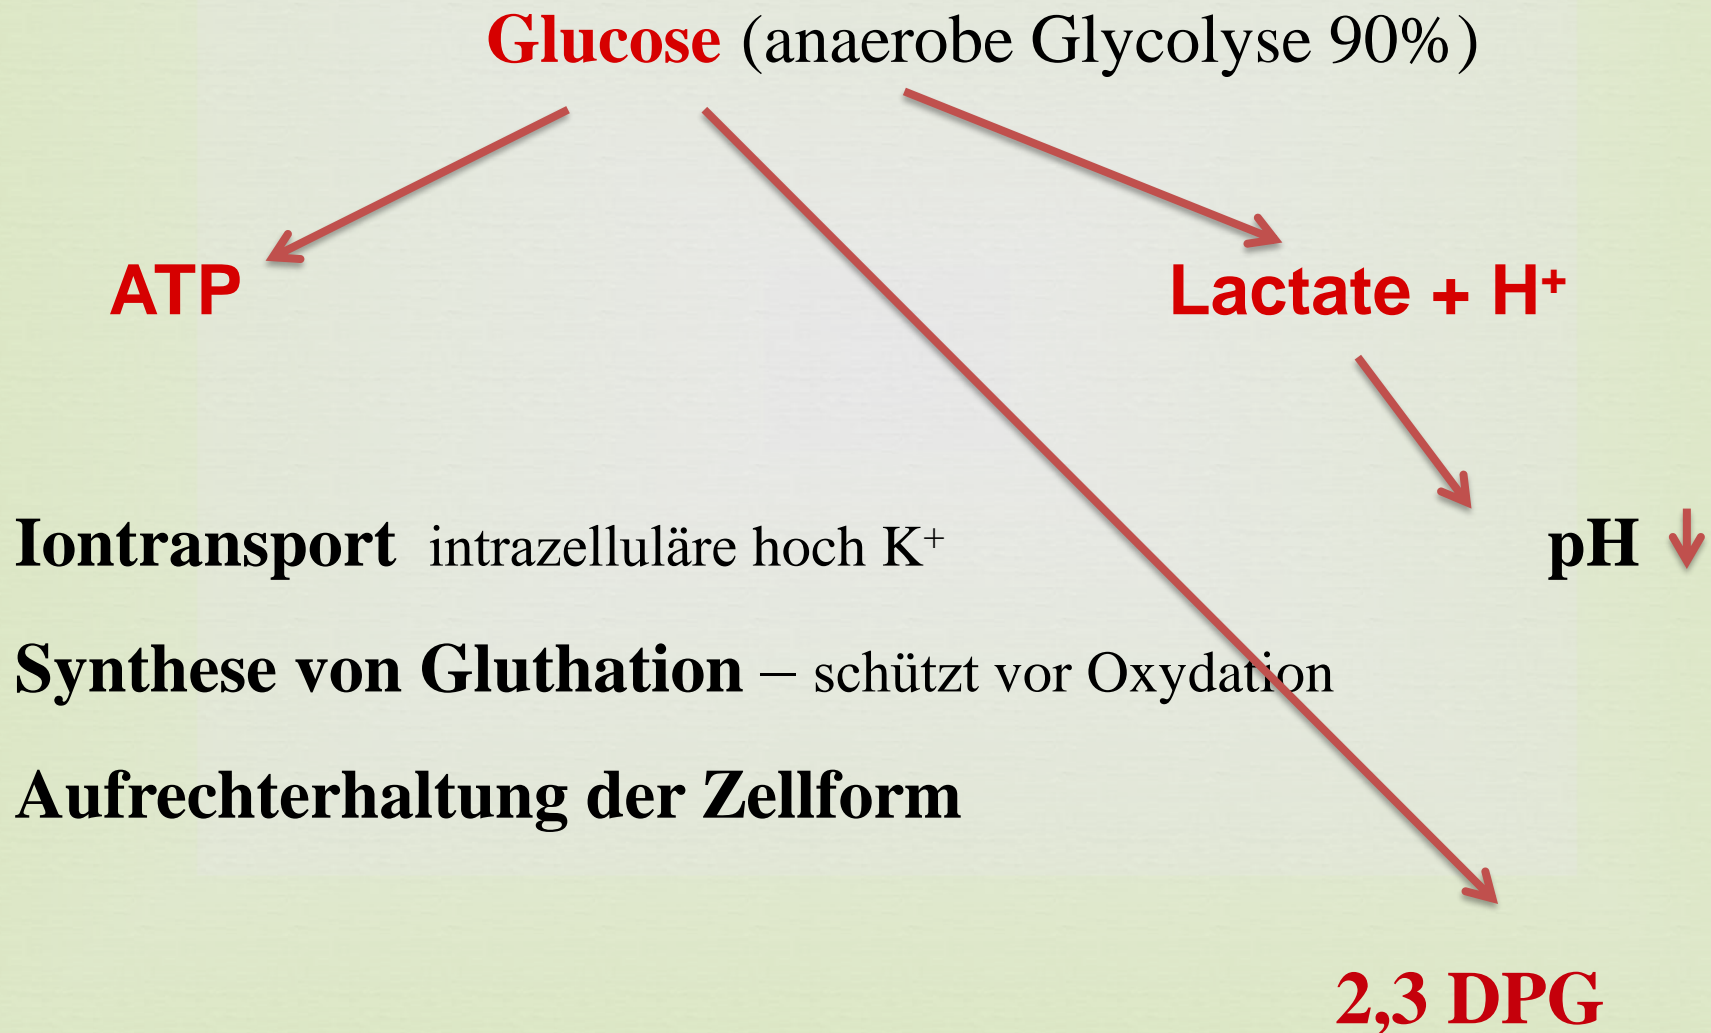 Glucose (anaerobe Glycolyse 90%)
ATP
Lactate + H⁺
Iontransport intrazelluläre hoch K⁺
pH ↓
Synthese von Gluthation – schützt vor Oxydation
Aufrechterhaltung der Zellform
2,3 DPG